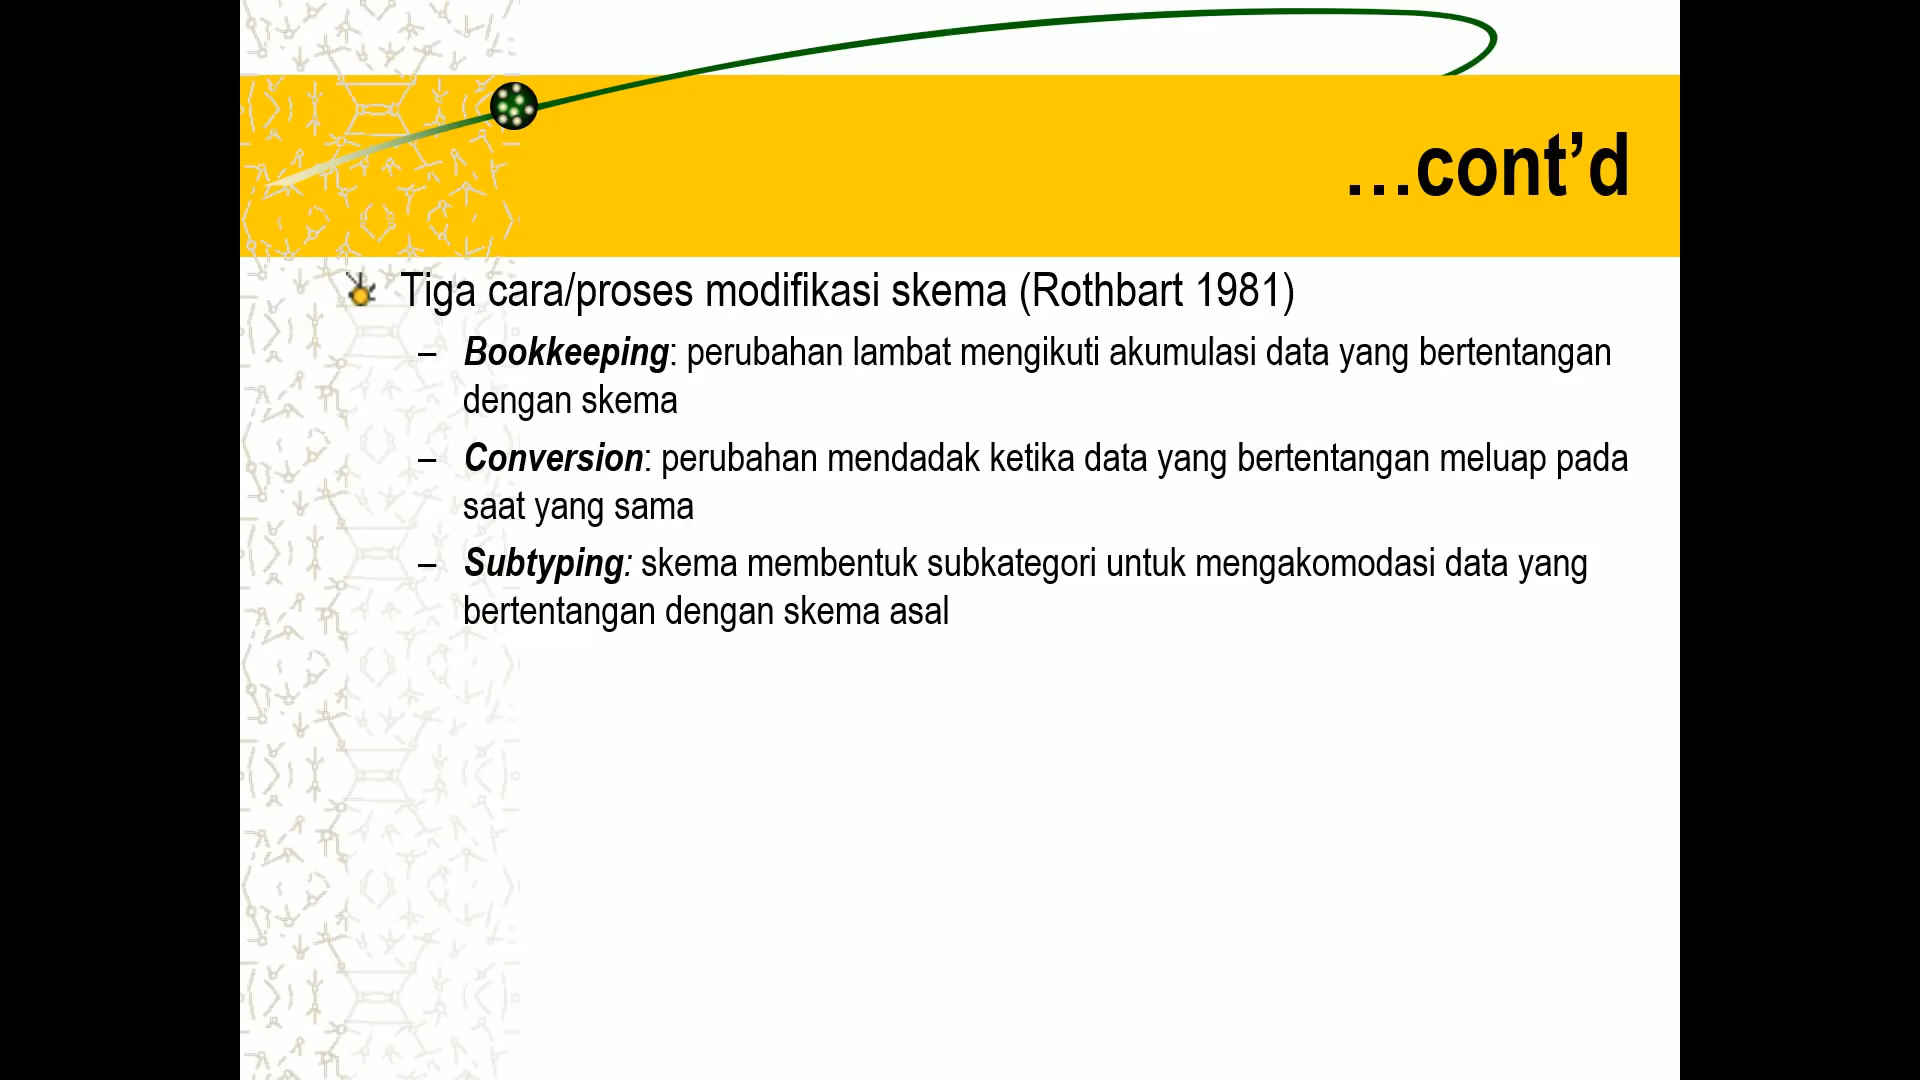 …cont’d
Tiga cara/proses modifikasi skema (Rothbart 1981)
– Bookkeeping: perubahan lambat mengikuti akumulasi data yang bertentangan
dengan skema
– Conversion: perubahan mendadak ketika data yang bertentangan meluap pada
saat yang sama
– Subtyping: skema membentuk subkategori untuk mengakomodasi data yang
bertentangan dengan skema asal